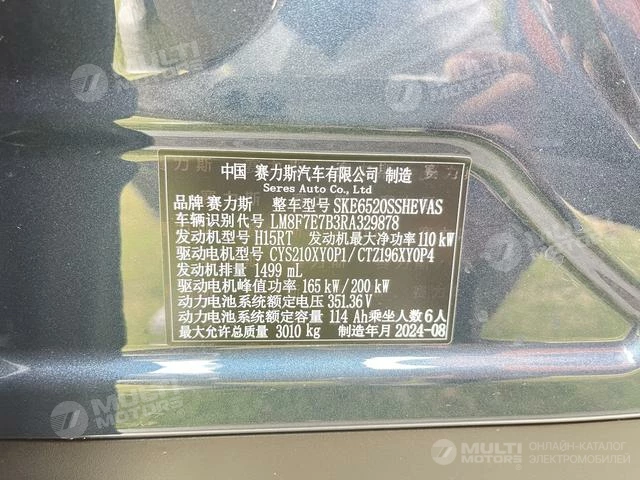 MULTI
MOTORS
MULTI
MOTORS
中国 赛力斯汽车有限公司 制造
Seres Auto Co., Ltd
品牌 赛力斯 整车型号 SKE6520SSHEVAS
车辆识别代号 LM8F7E7B3RA329878
发动机型号 H15RT 发动机最大净功率 110 kW
驱动电机型号 CYS210XY0P1/CTZ196XY0P4
发动机排量 1499 mL
驱动电机峰值功率 165 kW/200 kW
动力电池系统额定电压 351.36 V
动力电池系统额定容量 114 Ah 乘坐人数 6人
最大允许总质量 3010 kg 制造年月 2024-08
MULTI
MOTORS
MULTI
MOTORS
ОНЛАЙН-КАТАЛОГ
ЭЛЕКТРОМОБИЛЕЙ